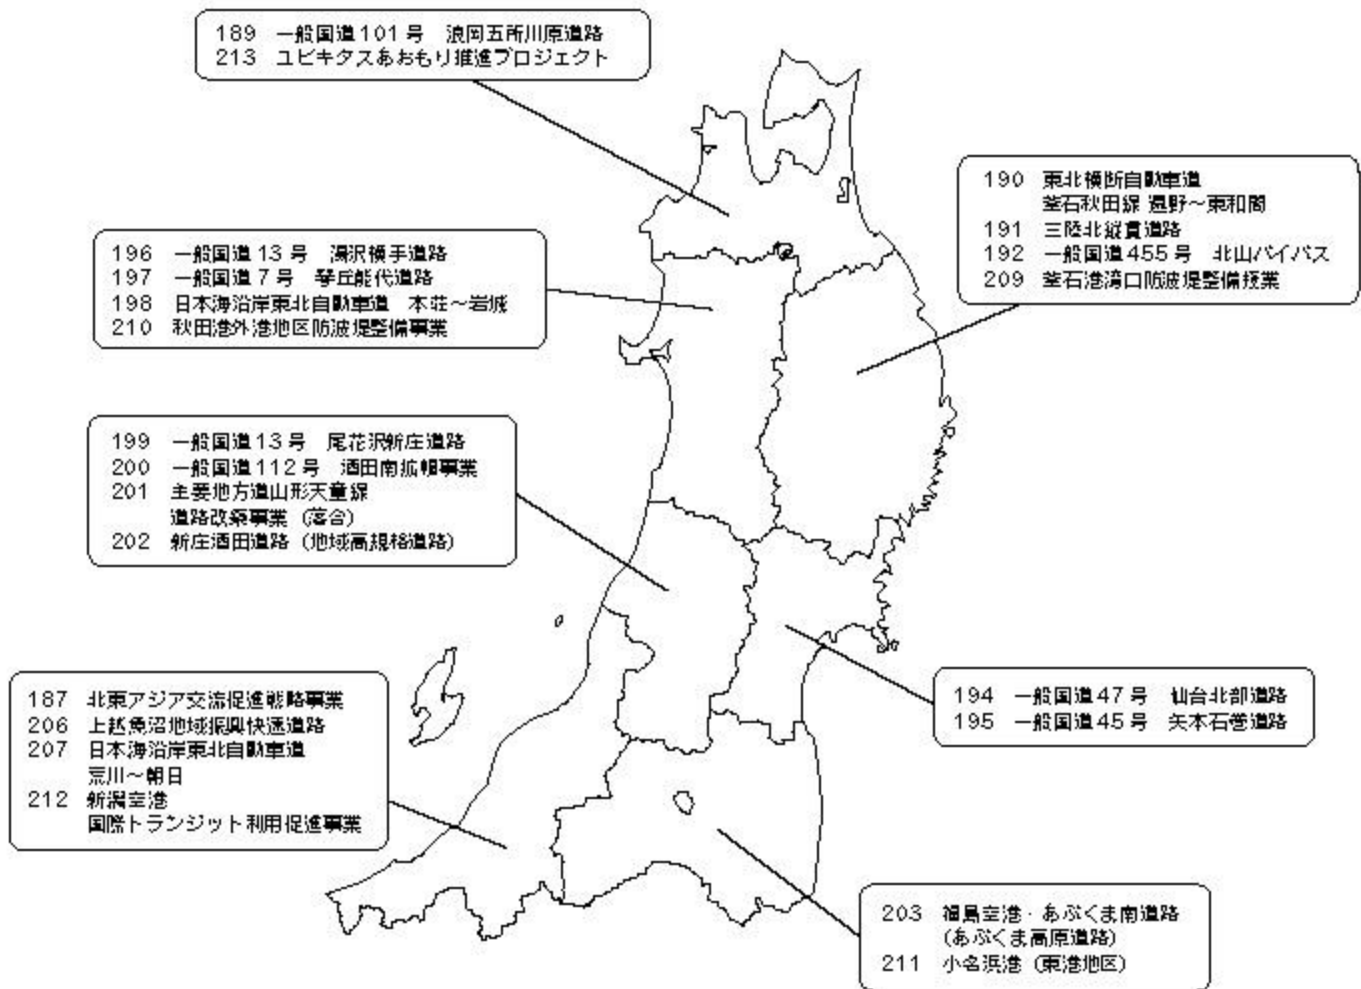 189 一般国道101号 浪岡五所川原道路
213 ユビキタスあおもり推進プロジェクト
190 東北横断自動車道
釜石秋田線 遠野～東和間
191 三陸北縦貫道路
192 一般国道455号 北山バイパス
209 釜石港湾口防波堤整備授業
196 一般国道13号 湯沢横手道路
197 一般国道7号 琴丘能代道路
198 日本海沿岸東北自動車道 本荘～岩城
210 秋田港外港地区防波堤整備事業
199 一般国道13号 尾花沢新庄道路
200 一般国道112号 酒田南拡幅事業
201 主要地方道山形天童線
道路改築事業 (落合)
202 新庄酒田道路 (地域高規格道路)
187 北東アジア交流促進戦略事業
206 上越魚沼地域振興快速道路
207 日本海沿岸東北自動車道
荒川～朝日
212 新潟空港
国際トランジット利用促進事業
194 一般国道47号 仙台北部道路
195 一般国道45号 矢本石巻道路
203 福島空港・あぶくま南道路
(あぶくま高原道路)
211 小名浜港 (東港地区)